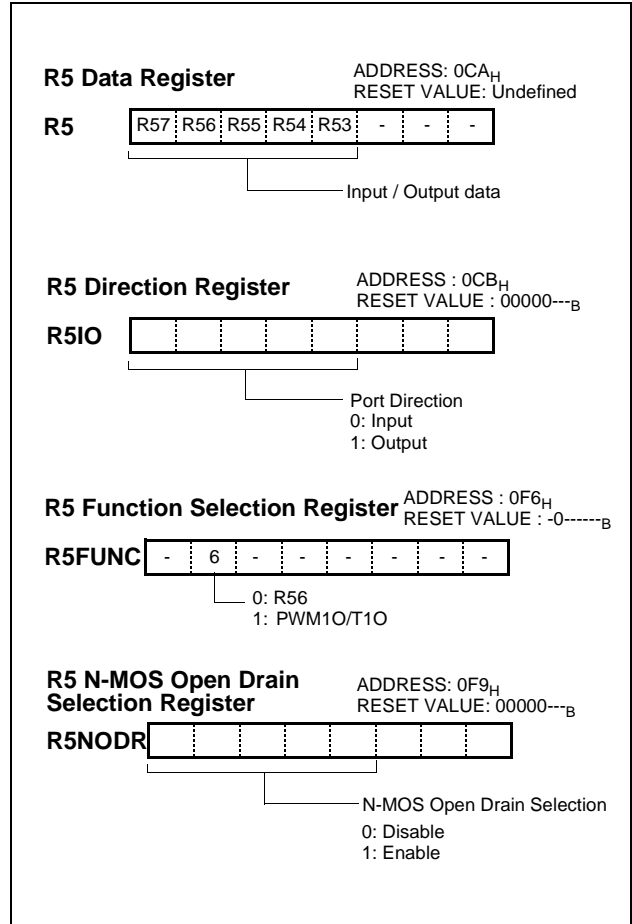 R5 Data Register
ADDRESS: 0CAH
RESET VALUE: Undefined
R5 R57 R56 R55 R54 R53 - - -
Input / Output data
R5 Direction Register
ADDRESS : 0CBH
RESET VALUE : 00000---B
R5IO
Port Direction
0: Input
1: Output
R5 Function Selection Register
ADDRESS : 0F6H
RESET VALUE : -0------B
R5FUNC - 6 - - - - - -
0: R56
1: PWM1O/T1O
R5 N-MOS Open Drain
Selection Register
ADDRESS: 0F9H
RESET VALUE: 00000---B
R5NODR
N-MOS Open Drain Selection
0: Disable
1: Enable